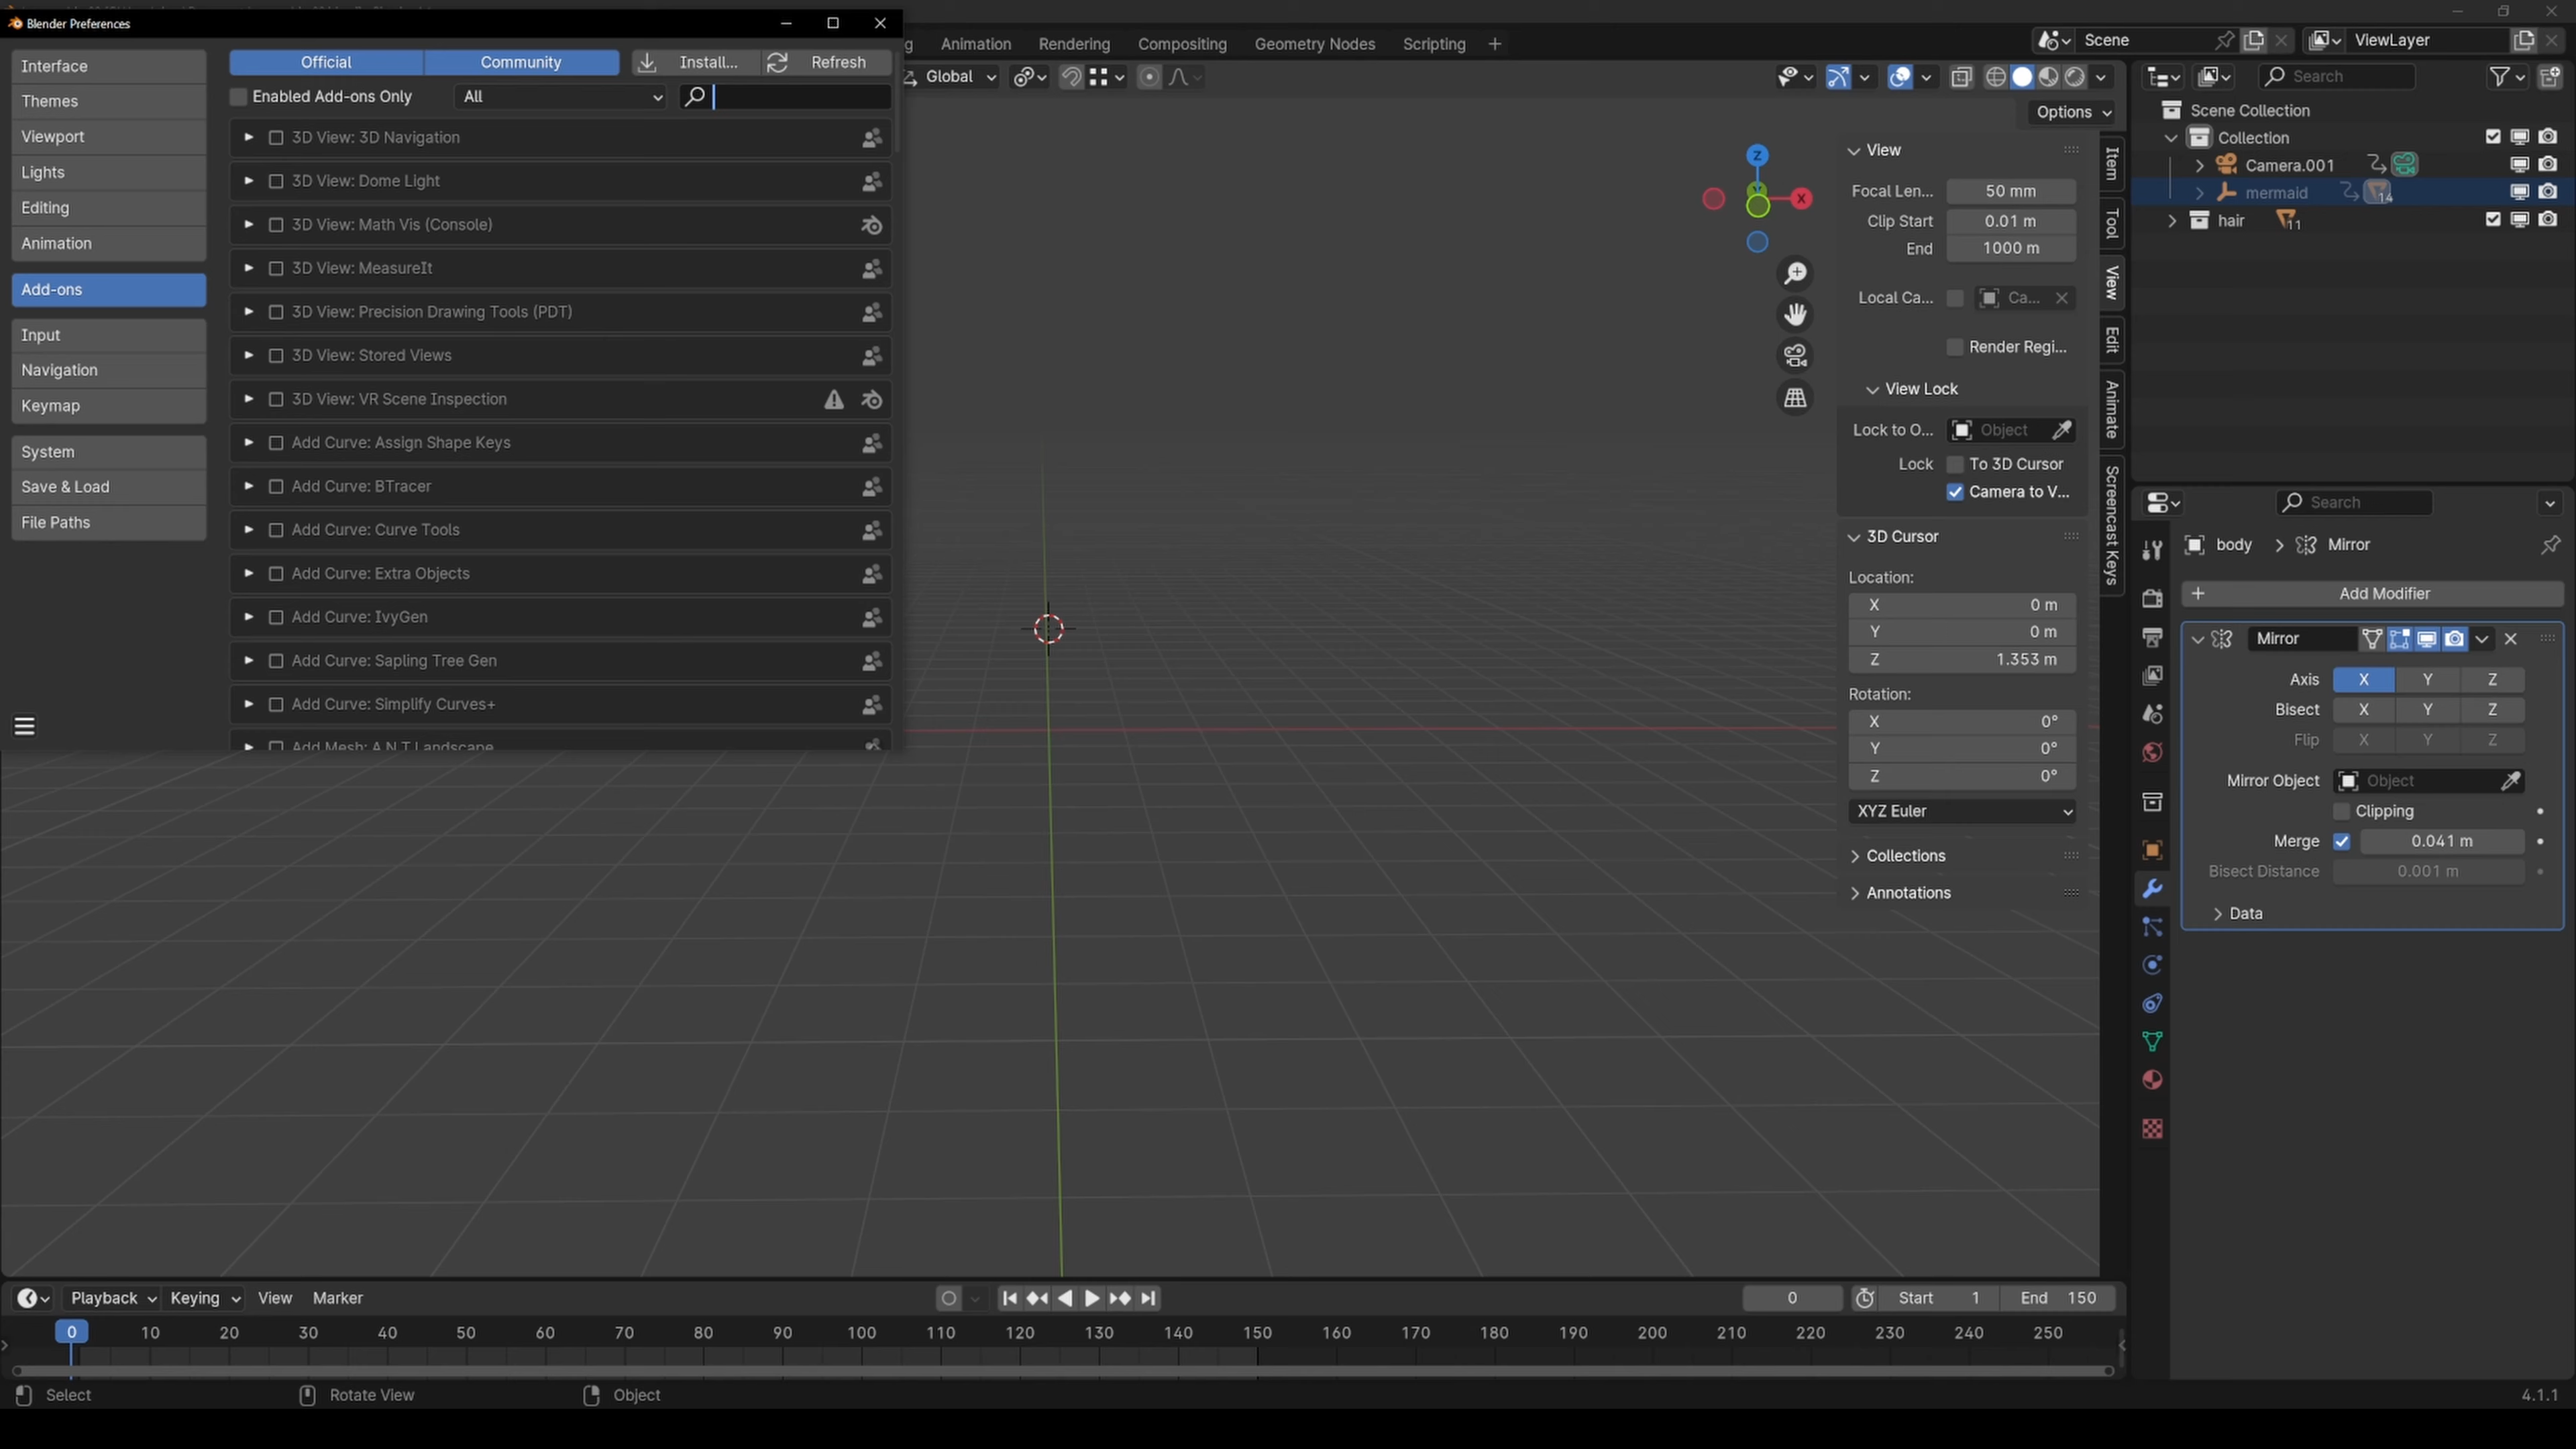 Blender Preferences
Interface
Themes
Viewport
Lights
Editing
Animation
Add-ons
Input
Navigation
Keymap
System
Save & Load
File Paths
Official
Community
Install...
Refresh
Enabled Add-ons Only
All
3D View: 3D Navigation
3D View: Dome Light
3D View: Math Vis (Console)
3D View: MeasureIt
3D View: Precision Drawing Tools (PDT)
3D View: Stored Views
3D View: VR Scene Inspection
Add Curve: Assign Shape Keys
Add Curve: BTracer
Add Curve: Curve Tools
Add Curve: Extra Objects
Add Curve: IvyGen
Add Curve: Sapling Tree Gen
Add Curve: Simplify Curves+
Add Mesh: A.N.T.Landscape
g Animation Rendering Compositing Geometry Nodes Scripting +
Global
Options
Z
X
View
Focal Len... 50 mm
Clip Start 0.01 m
End 1000 m
Local Ca... Ca...
Render Regi...
View Lock
Lock to O... Object
Lock To 3D Cursor
Camera to V...
3D Cursor
Location:
X 0 m
Y 0 m
Z 1.353 m
Rotation:
X 0°
Y 0°
Z 0°
XYZ Euler
Collections
Annotations
Item
Tool
View
Edit
Animate
Screencast Keys
Scene
ViewLayer
Search
Scene Collection
Collection
Camera.001
mermaid 14
hair 11
Search
body Mirror
+ Add Modifier
Mirror
Axis X Y Z
Bisect X Y Z
Flip X Y Z
Mirror Object Object
Clipping
Merge 0.041 m
Bisect Distance 0.001 m
Data
Playback Keying View Marker
0 Start 1 End 150
0 10 20 30 40 50 60 70 80 90 100 110 120 130 140 150 160 170 180 190 200 210 220 230 240 250
Select Rotate View Object 4.1.1